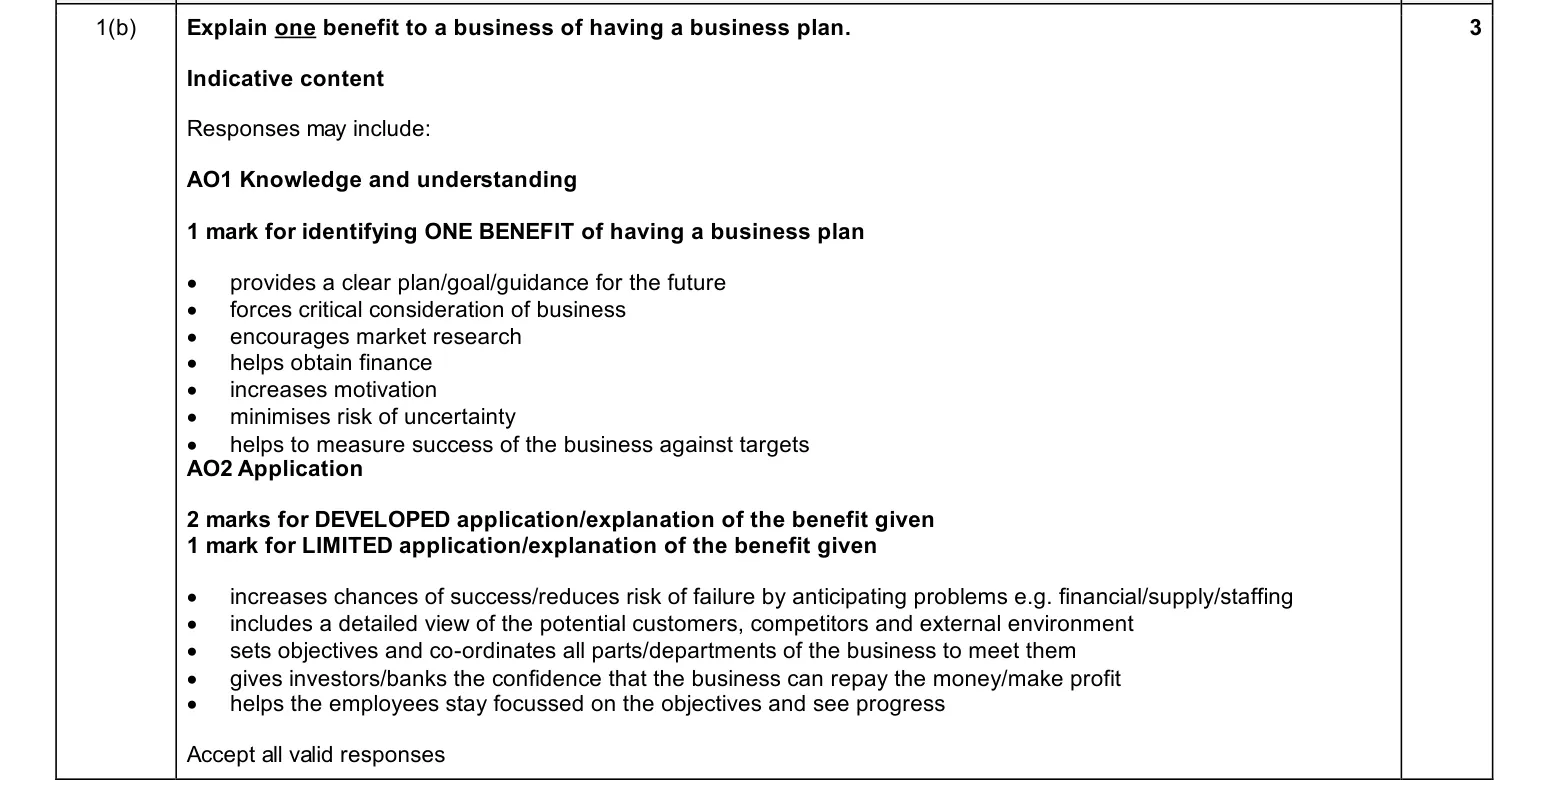 1(b)
Explain one benefit to a business of having a business plan.
3
Indicative content
Responses may include:
AO1 Knowledge and understanding
1 mark for identifying ONE BENEFIT of having a business plan
• provides a clear plan/goal/guidance for the future
• forces critical consideration of business
• encourages market research
• helps obtain finance
• increases motivation
• minimises risk of uncertainty
• helps to measure success of the business against targets
AO2 Application
2 marks for DEVELOPED application/explanation of the benefit given
1 mark for LIMITED application/explanation of the benefit given
• increases chances of success/reduces risk of failure by anticipating problems e.g. financial/supply/staffing
• includes a detailed view of the potential customers, competitors and external environment
• sets objectives and co-ordinates all parts/departments of the business to meet them
• gives investors/banks the confidence that the business can repay the money/make profit
• helps the employees stay focussed on the objectives and see progress
Accept all valid responses